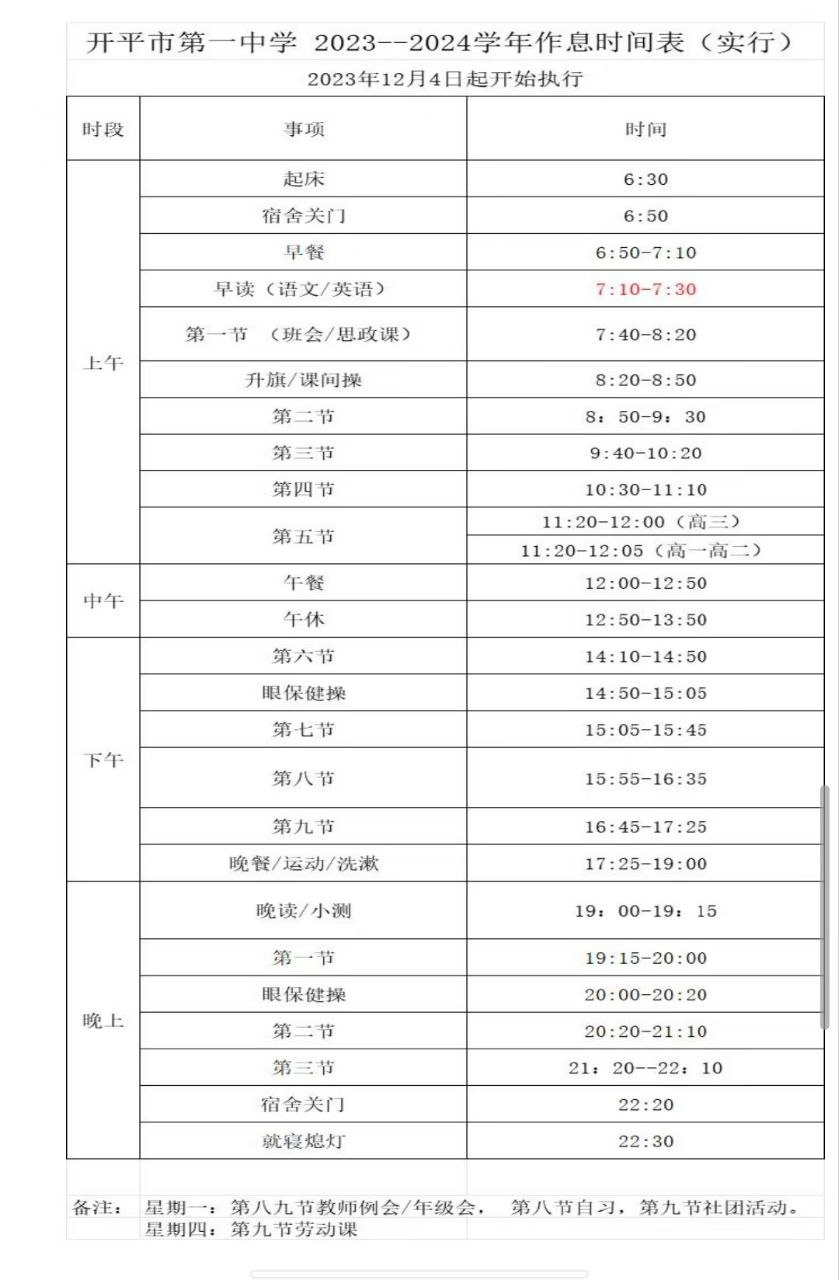 开平市第一中学 2023--2024学年作息时间表（实行）
2023年12月4日起开始执行
时段 事项 时间
上午
起床 6:30
宿舍关门 6:50
早餐 6:50-7:10
早读（语文/英语） 7:10-7:30
第一节 （班会/思政课） 7:40-8:20
升旗/课间操 8:20-8:50
第二节 8：50-9：30
第三节 9:40-10:20
第四节 10:30-11:10
第五节 11:20-12:00（高三）
11:20-12:05（高一高二）
中午
午餐 12:00-12:50
午休 12:50-13:50
下午
第六节 14:10-14:50
眼保健操 14:50-15:05
第七节 15:05-15:45
第八节 15:55-16:35
第九节 16:45-17:25
晚餐/运动/洗漱 17:25-19:00
晚上
晚读/小测 19：00-19：15
第一节 19:15-20:00
眼保健操 20:00-20:20
第二节 20:20-21:10
第三节 21：20--22：10
宿舍关门 22:20
就寝熄灯 22:30
备注： 星期一：第八九节教师例会/年级会， 第八节自习，第九节社团活动。
星期四：第九节劳动课